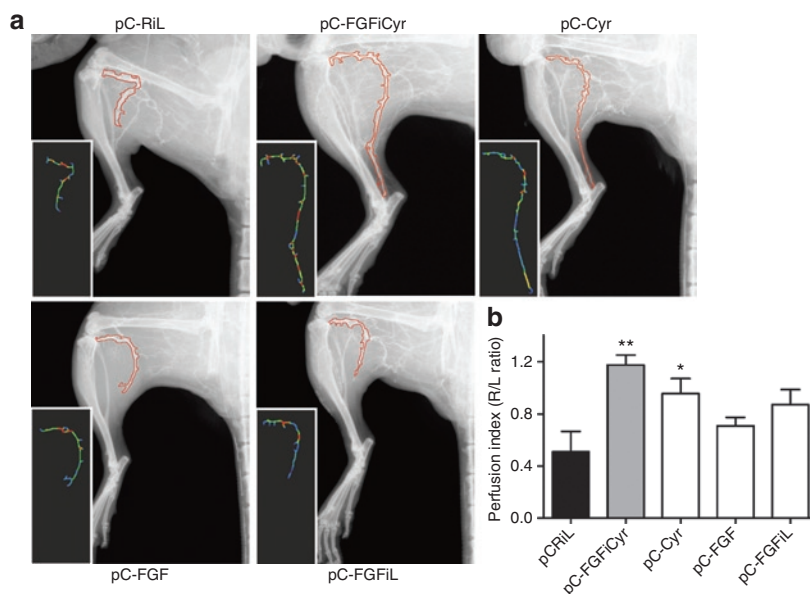 a
pC-RiL
pC-FGFiCyr
pC-Cyr
pC-FGF
pC-FGFiL
b
Perfusion index (R/L ratio)
1.2
0.8
0.4
0.0
**
*
pCRiL
pC-FGFiCyr
pC-Cyr
pC-FGF
pC-FGFiL